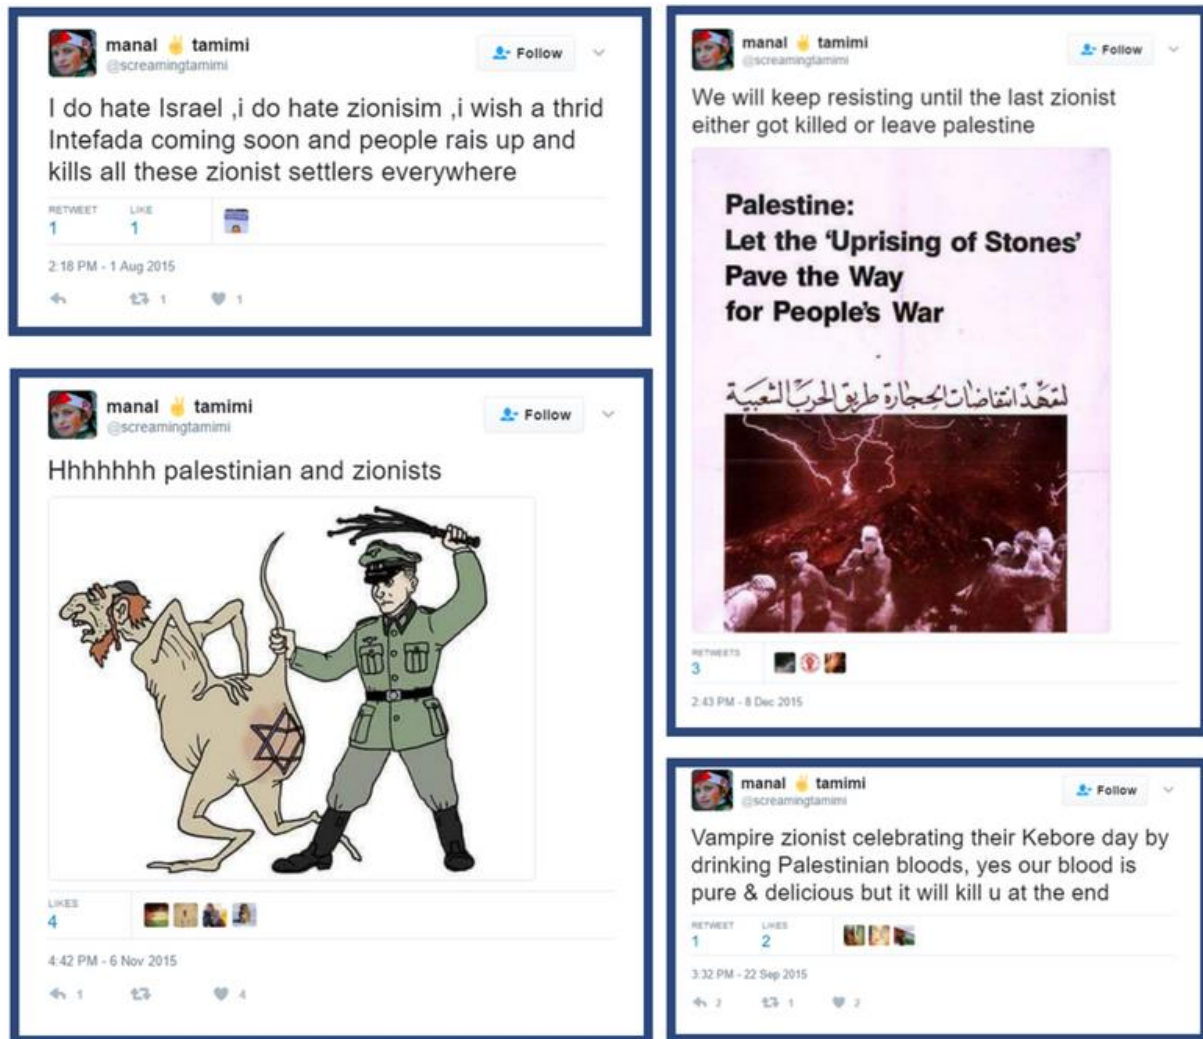 manal ✌ tamimi
@screamingtamimi
Follow
I do hate Israel ,i do hate zionisim ,i wish a thrid
Intefada coming soon and people rais up and
kills all these zionist settlers everywhere
RETWEET LIKE
1 1
2:18 PM - 1 Aug 2015
1 1
manal ✌ tamimi
@screamingtamimi
Follow
Hhhhhhh palestinian and zionists
LIKES
4
4:42 PM - 6 Nov 2015
1 4
manal ✌ tamimi
@screamingtamimi
Follow
We will keep resisting until the last zionist
either got killed or leave palestine
Palestine:
Let the ‘Uprising of Stones’
Pave the Way
for People's War
لتمهد انتفاضات الحجارة طريق الحرب الشعبية
RETWEETS
3
2:43 PM - 8 Dec 2015
manal ✌ tamimi
@screamingtamimi
Follow
Vampire zionist celebrating their Kebore day by
drinking Palestinian bloods, yes our blood is
pure & delicious but it will kill u at the end
RETWEET LIKES
1 2
3:32 PM - 22 Sep 2015
2 1 2